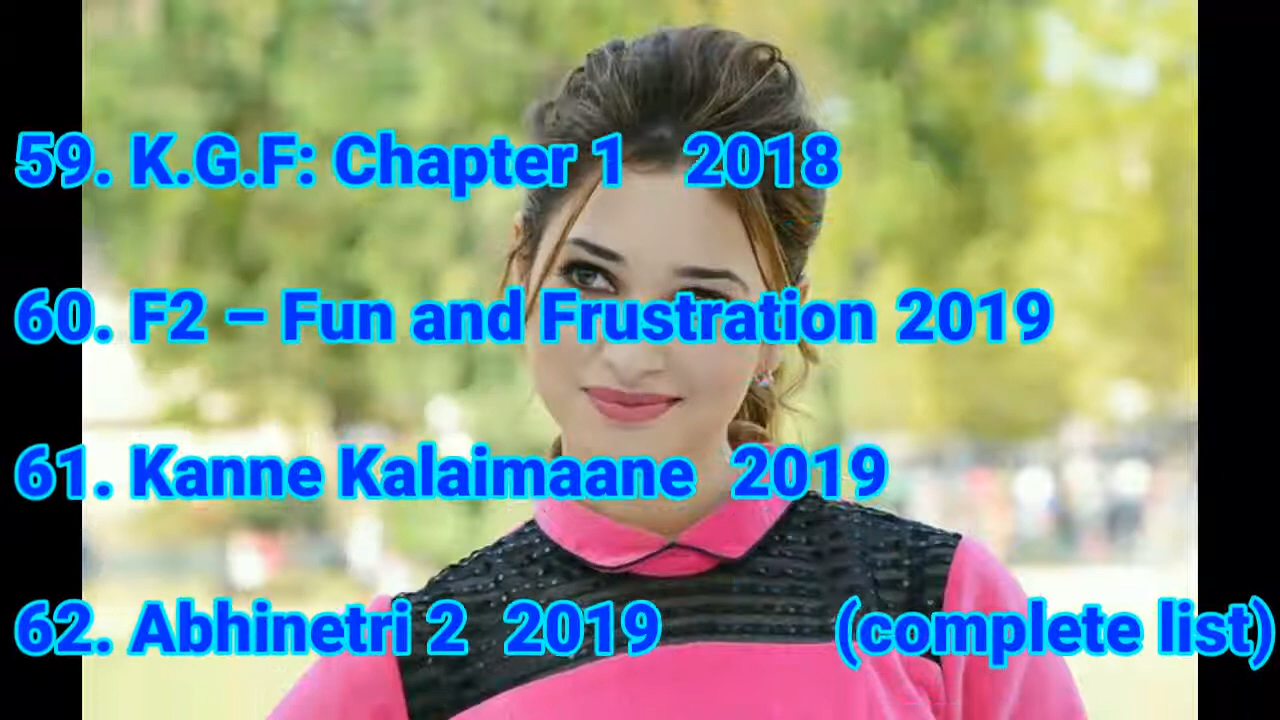 59. K.G.F: Chapter 1 2018
60. F2 – Fun and Frustration 2019
61. Kanne Kalaimaane 2019
62. Abhinetri 2 2019 (complete list)